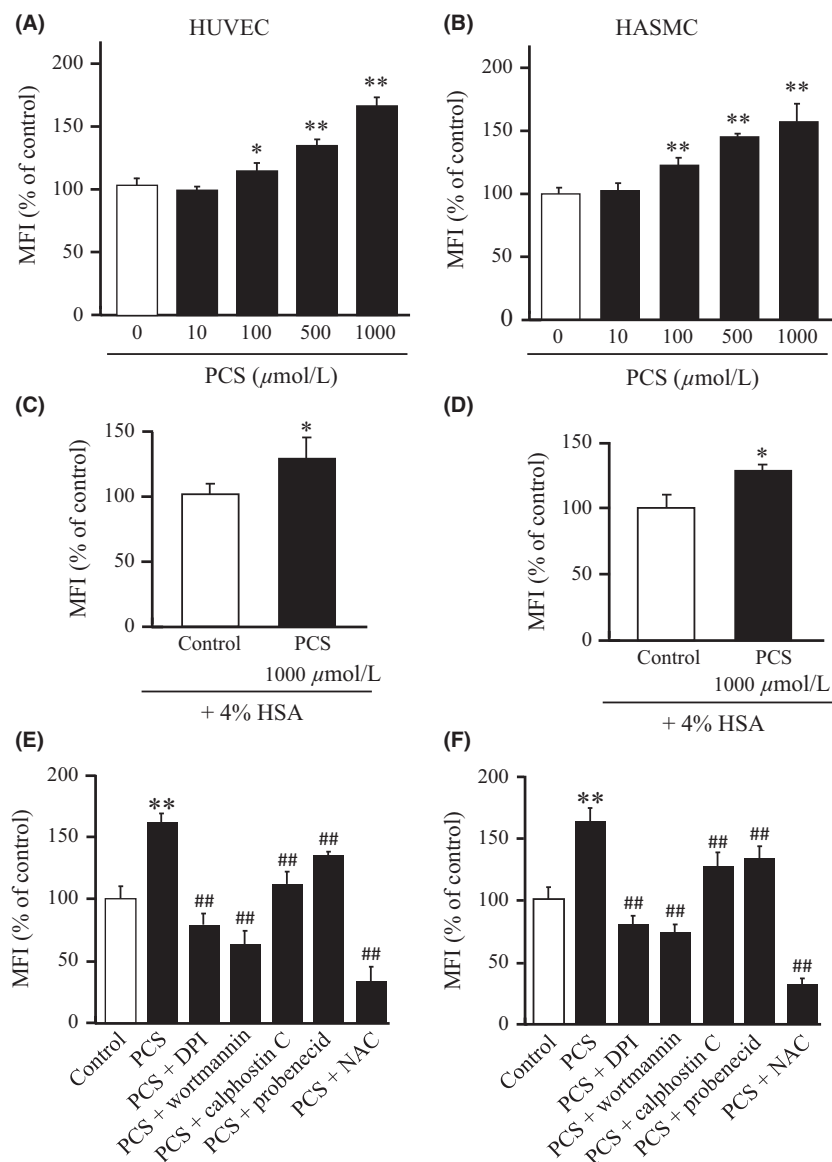 (A) HUVEC
MFI (% of control)
200
150
100
50
0
* ** **
0 10 100 500 1000
PCS (µmol/L)
(B) HASMC
MFI (% of control)
200
150
100
50
0
** ** **
0 10 100 500 1000
PCS (µmol/L)
(C)
MFI (% of control)
150
100
50
0
*
Control PCS
1000 µmol/L
+ 4% HSA
(D)
MFI (% of control)
150
100
50
0
*
Control PCS
1000 µmol/L
+ 4% HSA
(E)
MFI (% of control)
200
150
100
50
0
** ## ## ## ## ##
Control
PCS
PCS + DPI
PCS + wortmannin
PCS + calphostin C
PCS + probenecid
PCS + NAC
(F)
MFI (% of control)
200
150
100
50
0
** ## ## ## ## ##
Control
PCS
PCS + DPI
PCS + wortmannin
PCS + calphostin C
PCS + probenecid
PCS + NAC